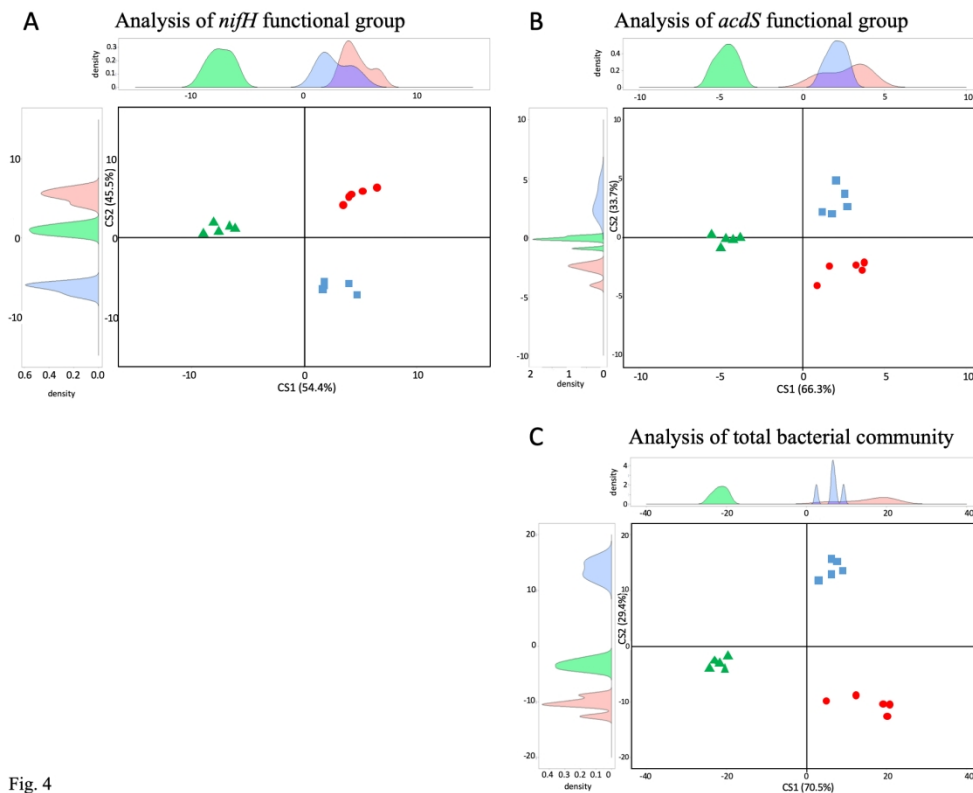 A Analysis of nifH functional group
density
0.3
0.2
0.1
0
-10 0 10
10
0
-10
CS2 (45.5%)
10
0
-10
0.6 0.4 0.2 0.0
density
-10 0 10
CS1 (54.4%)
B Analysis of acdS functional group
density
0.4
0.2
0
-10 -5 0 5 10
10
5
0
-5
-10
CS2 (33.7%)
10
5
0
-5
-10
2 1 0
density
-10 -5 0 5 10
CS1 (66.3%)
C Analysis of total bacterial community
density
4
2
0
-40 -20 0 20 40
20
10
0
-10
-20
CS2 (29.4%)
20
10
0
-10
-20
0.4 0.3 0.2 0.1 0
density
-40 -20 0 20 40
CS1 (70.5%)
Fig. 4